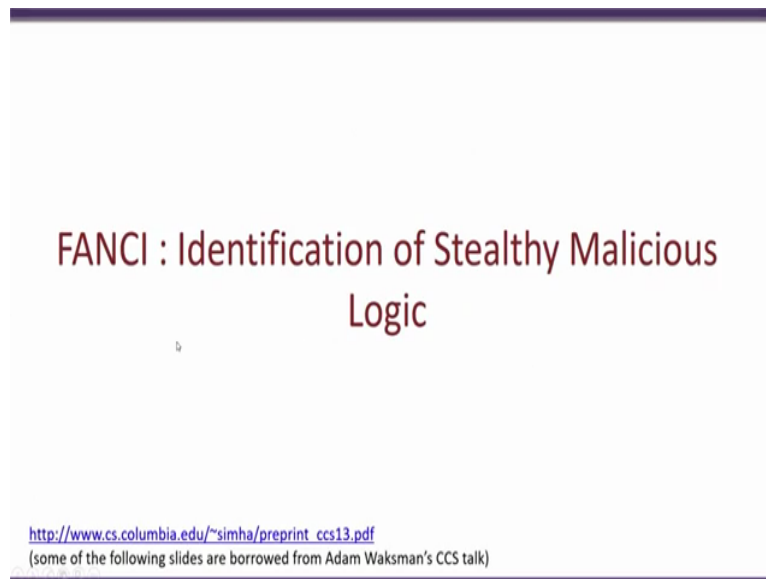 FANCI : Identification of Stealthy Malicious
Logic
http://www.cs.columbia.edu/~simha/preprint_ccs13.pdf
(some of the following slides are borrowed from Adam Waksman's CCS talk)